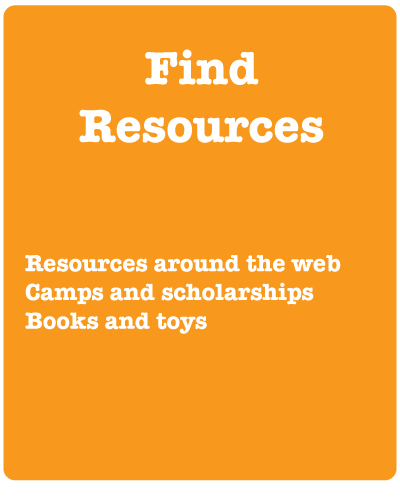 Find
Resources
Resources around the web
Camps and scholarships
Books and toys